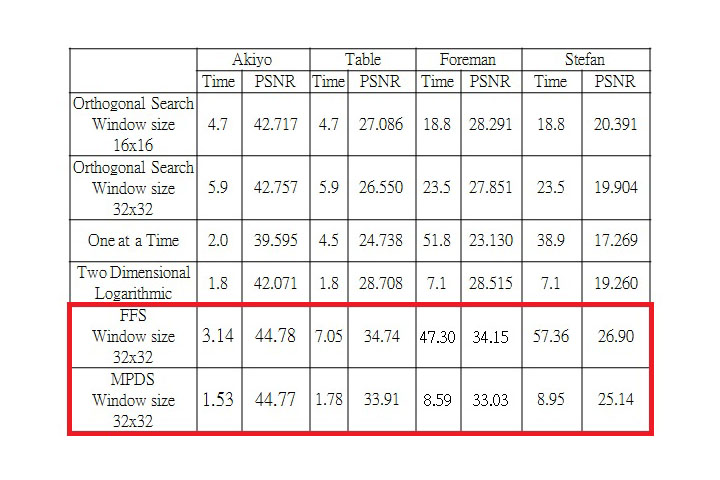 Akiyo Table Foreman Stefan
Time PSNR Time PSNR Time PSNR Time PSNR
Orthogonal Search
Window size 4.7 42.717 4.7 27.086 18.8 28.291 18.8 20.391
16x16
Orthogonal Search
Window size 5.9 42.757 5.9 26.550 23.5 27.851 23.5 19.904
32x32
One at a Time 2.0 39.595 4.5 24.738 51.8 23.130 38.9 17.269
Two Dimensional
Logarithmic 1.8 42.071 1.8 28.708 7.1 28.515 7.1 19.260
FFS
Window size 3.14 44.78 7.05 34.74 47.30 34.15 57.36 26.90
32x32
MPDS
Window size 1.53 44.77 1.78 33.91 8.59 33.03 8.95 25.14
32x32